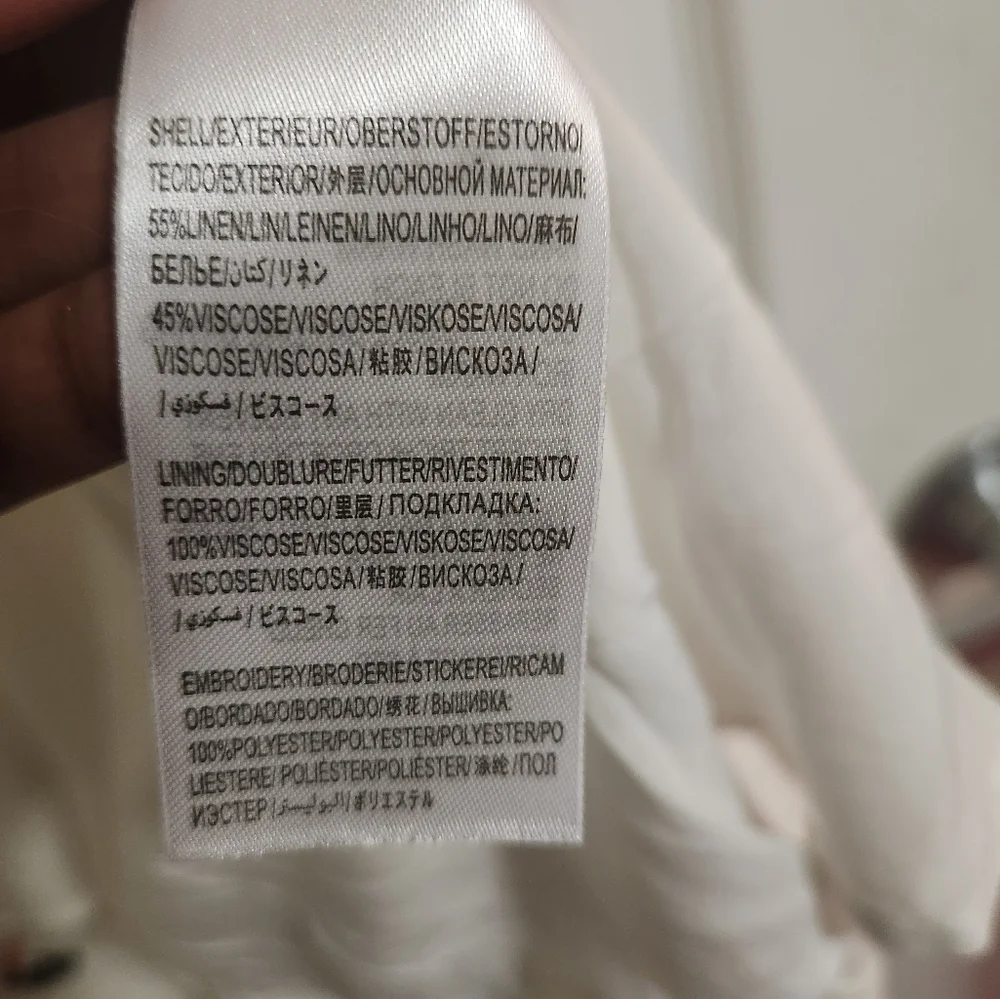 SHELL/EXTERIEUR/OBERSTOFF/ESTORNO/
TECIDO/EXTERIOR/外层/ОСНОВНОЙ МАТЕРИАЛ:
55%LINEN/LIN/LEINEN/LINO/LINHO/LINO/麻布/
БЕЛЬЕ/كتان/リネン
45%VISCOSE/VISCOSE/VISKOSE/VISCOSA/
VISCOSE/VISCOSA/粘胶/ВИСКОЗА/
/فسكوزي/ビスコース
LINING/DOUBLURE/FUTTER/RIVESTIMENTO/
FORRO/FORRO/里层/ПОДКЛАДКА:
100%VISCOSE/VISCOSE/VISKOSE/VISCOSA/
VISCOSE/VISCOSA/粘胶/ВИСКОЗА/
/فسكوزي/ビスコース
EMBROIDERY/BRODERIE/STICKEREI/RICAM
O/BORDADO/BORDADO/绣花/ВЫШИВКА:
100%POLYESTER/POLYESTER/POLYESTER/PO
LIESTERE/ POLIÉSTER/POLIÉSTER/涤纶/ПОЛ
ИЭСТЕР/البوليستر/ポリエステル